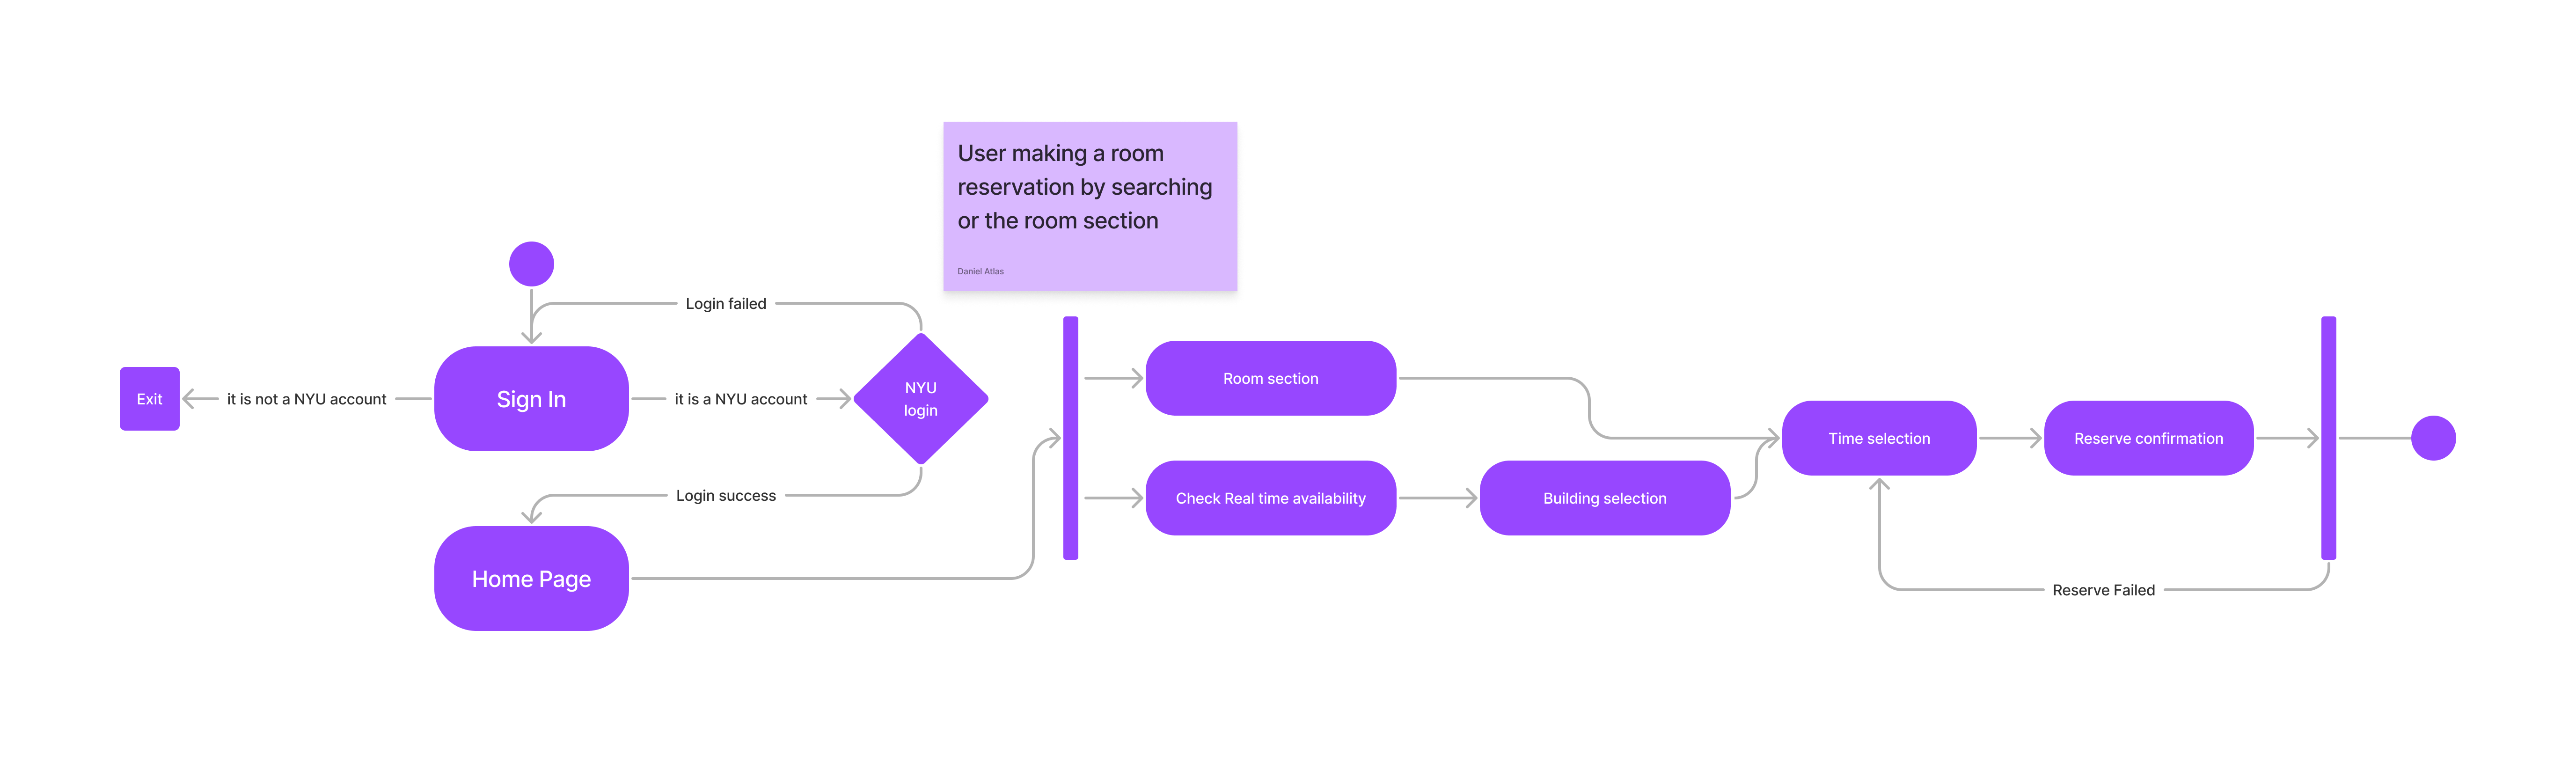 User making a room
reservation by searching
or the room section
Daniel Atlas
Login failed
Exit
it is not a NYU account
Sign In
it is a NYU account
NYU
login
Login success
Home Page
Room section
Check Real time availability
Building selection
Time selection
Reserve confirmation
Reserve Failed